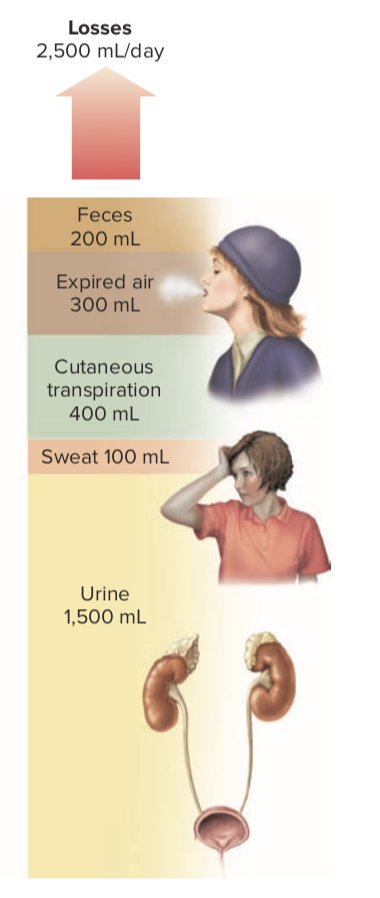 Losses
2,500 mL/day
Feces
200 mL
Expired air
300 mL
Cutaneous
transpiration
400 mL
Sweat 100 mL
Urine
1,500 mL